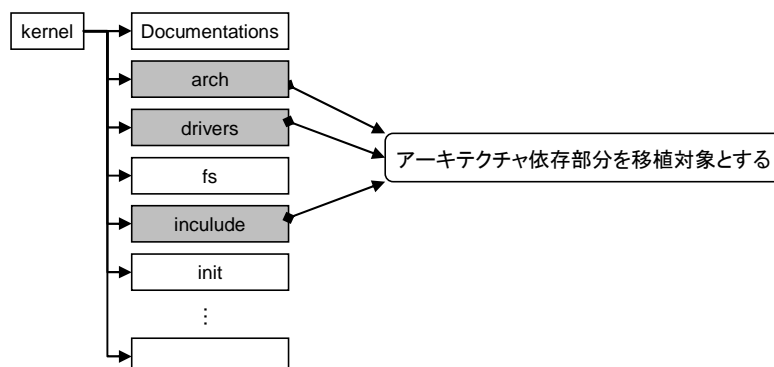 kernel
Documentations
arch
drivers
アーキテクチャ依存部分を移植対象とする
fs
inculude
init
⋮